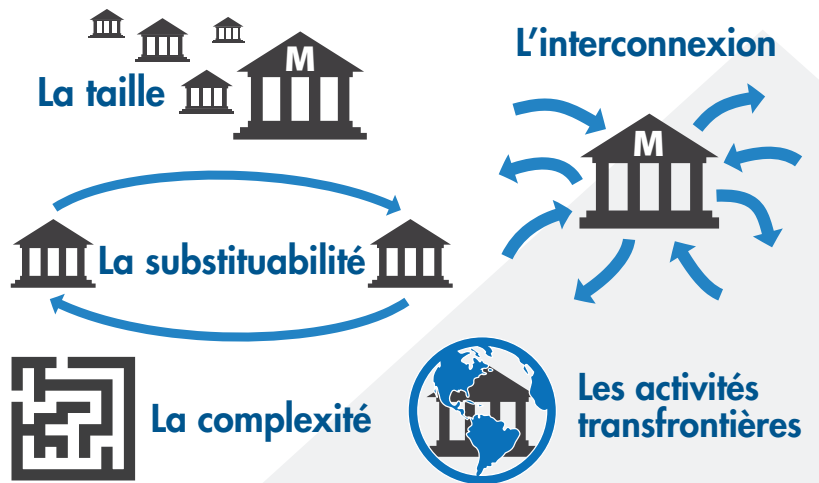 M
La taille
L'interconnexion
M
La substituabilité
La complexité
Les activités
transfrontières